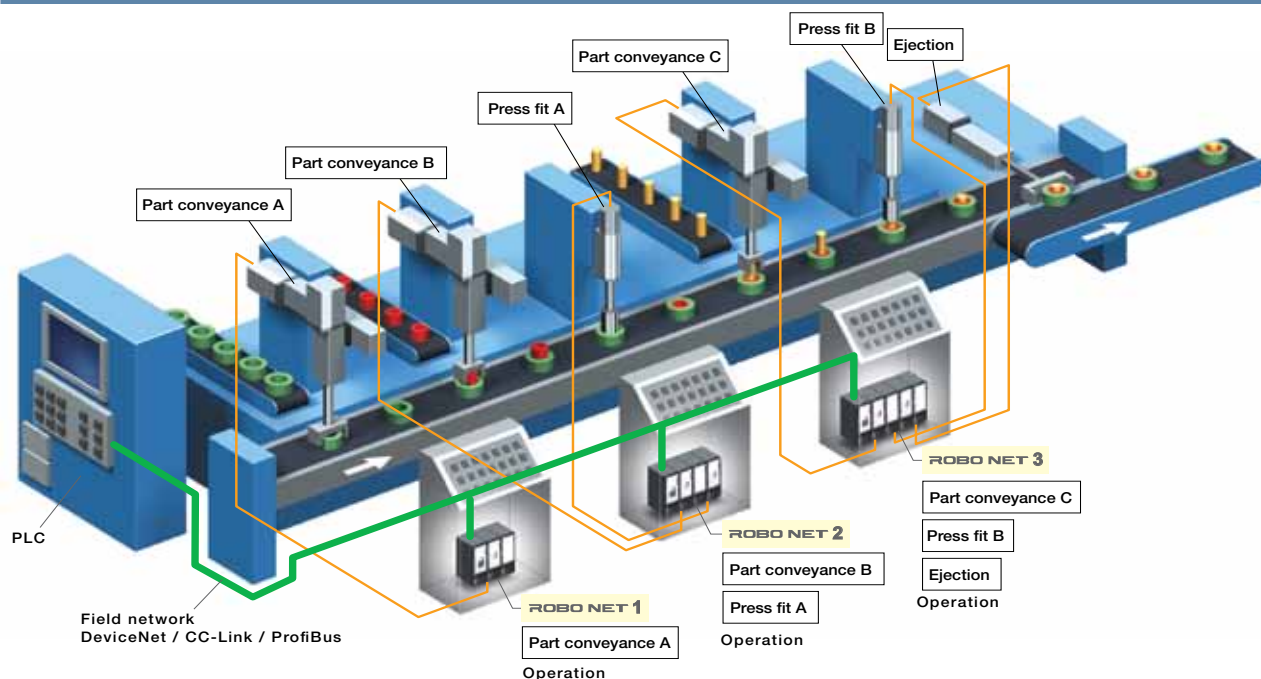 Press fit B
Ejection
Part conveyance C
Press fit A
Part conveyance B
Part conveyance A
PLC
Field network
DeviceNet / CC-Link / ProfiBus
ROBO NET 1
Part conveyance A
Operation
ROBO NET 2
Part conveyance B
Press fit A
Operation
ROBO NET 3
Part conveyance C
Press fit B
Ejection
Operation